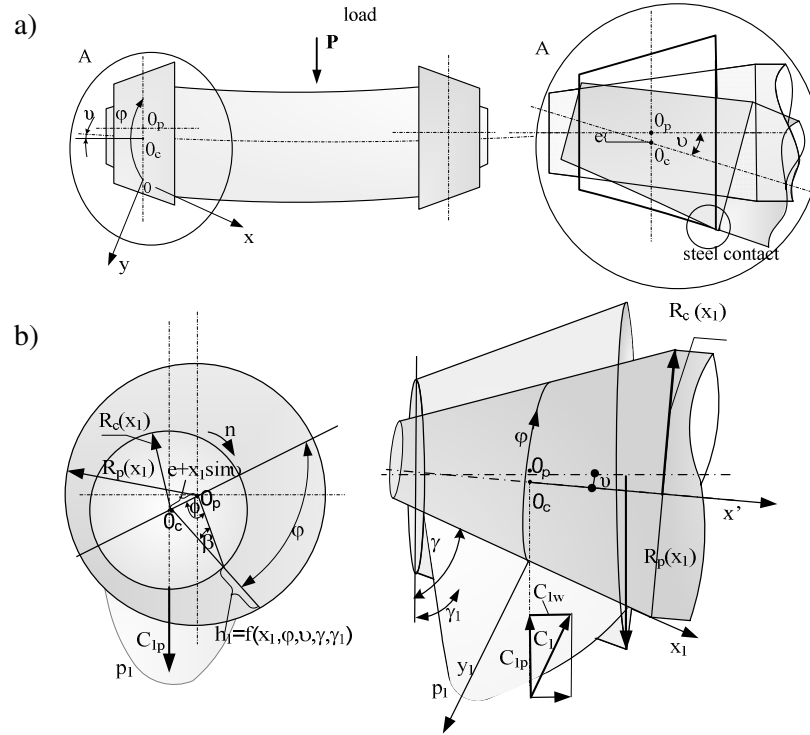 a)
load
P
A
υ
φ
0ₚ
0c
0
x
y
A
e
0ₚ
0c
υ
steel contact
b)
Rc(x₁)
n
Rₚ(x₁)
e+x₁sinυ
0ₚ
0c
ϕ
β
φ
C₁ₚ
p₁
h₁=f(x₁,φ,υ,γ,γ₁)
Rc(x₁)
φ
0ₚ
0c
υ
x'
γ
Rₚ(x₁)
γ₁
C₁w
C₁
C₁ₚ
x₁
y₁
p₁